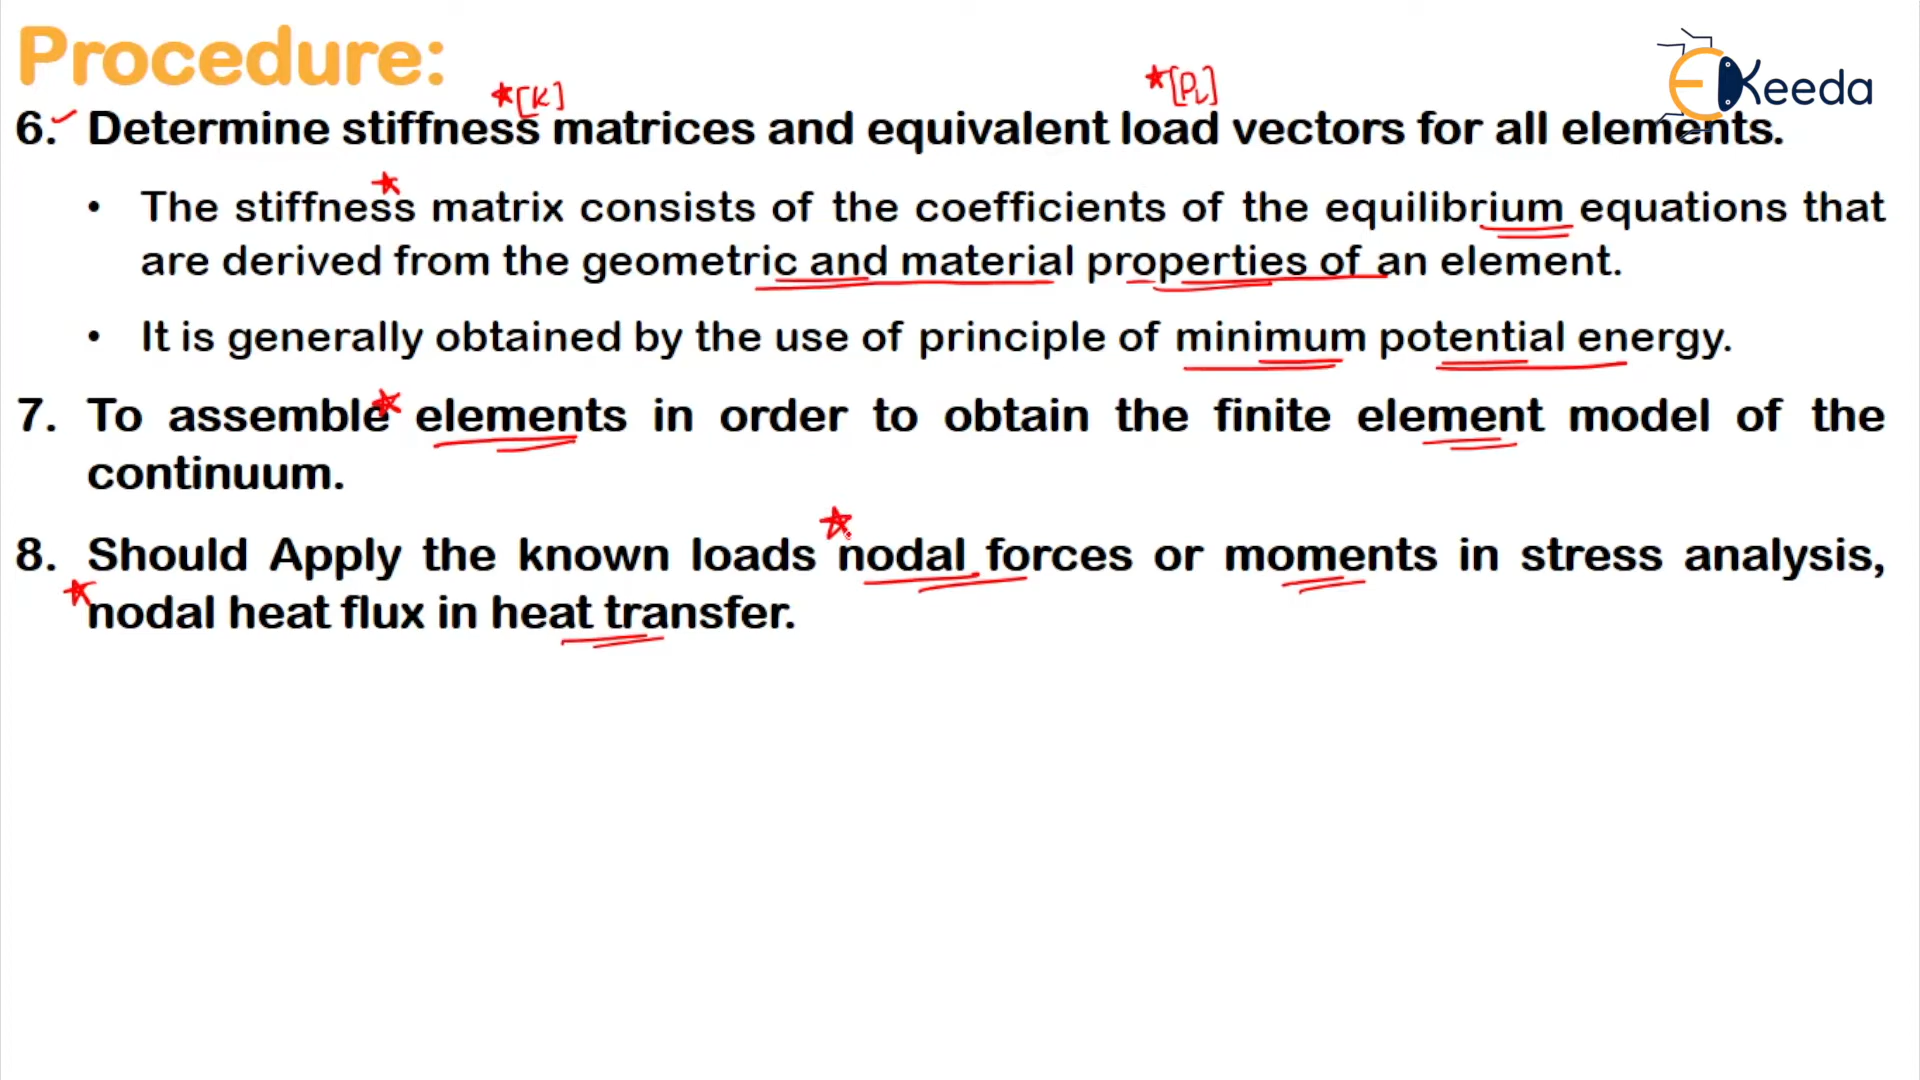 Procedure:
EKeeda
*[K]
*[PL]
6. Determine stiffness matrices and equivalent load vectors for all elements.
• The stiffness matrix consists of the coefficients of the equilibrium equations that
are derived from the geometric and material properties of an element.
• It is generally obtained by the use of principle of minimum potential energy.
7. To assemble elements in order to obtain the finite element model of the
continuum.
8. Should Apply the known loads nodal forces or moments in stress analysis,
nodal heat flux in heat transfer.